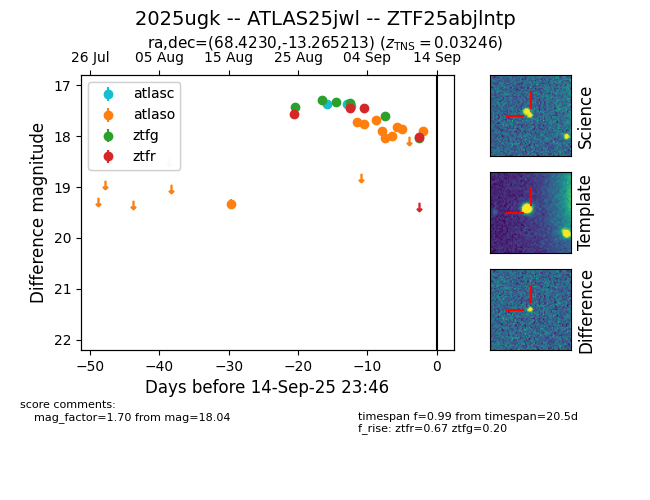 2025ugk -- ATLAS25jwl -- ZTF25abjlntp
ra,dec=(68.4230,-13.265213) (zTNS = 0.03246)
26 Jul 05 Aug 15 Aug 25 Aug 04 Sep 14 Sep
17
18
19
20
21
22
Difference magnitude
atlasc
atlaso
ztfg
ztfr
−50 −40 −30 −20 −10 0
Days before 14-Sep-25 23:46
Science
Template
Difference
score comments:
mag_factor=1.70 from mag=18.04
timespan f=0.99 from timespan=20.5d
f_rise: ztfr=0.67 ztfg=0.20